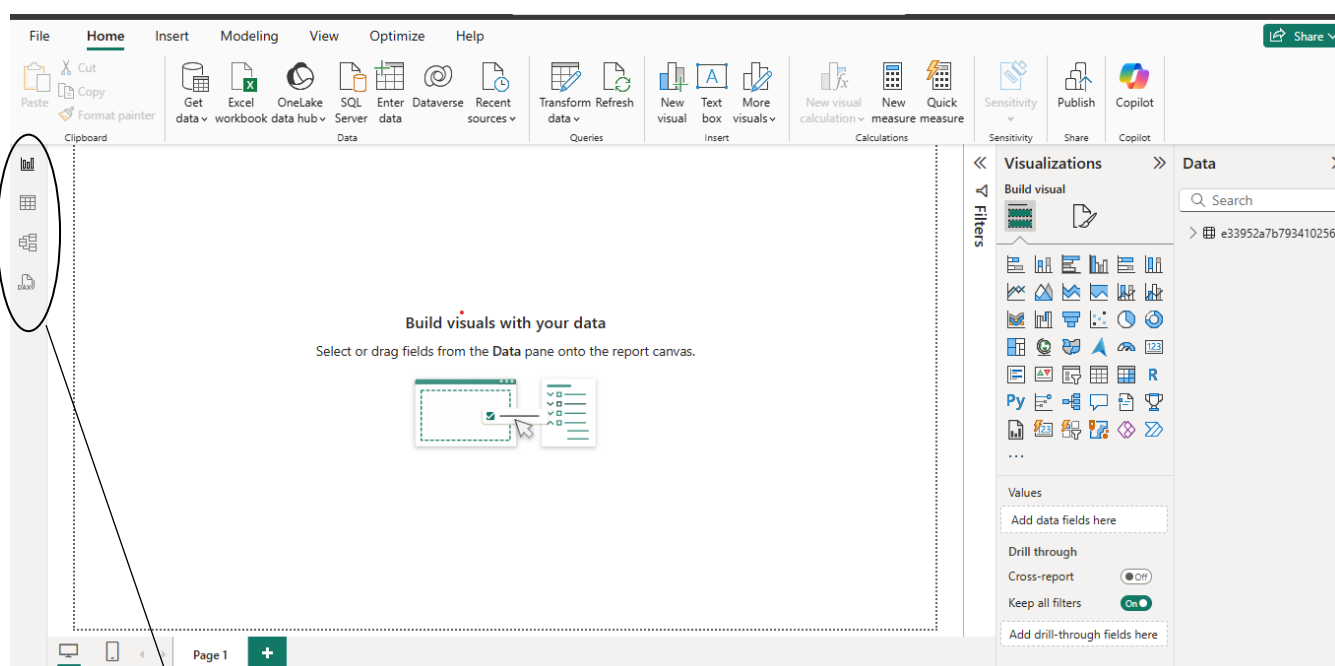 File Home Insert Modeling View Optimize Help Share
Paste
Cut
Copy
Format painter
Clipboard
Get data
Excel workbook
OneLake data hub
SQL Server
Enter data
Dataverse
Recent sources
Data
Transform data
Refresh
Queries
New visual
Text box
More visuals
Insert
New visual calculation
New measure
Quick measure
Calculations
Sensitivity
Sensitivity
Publish
Share
Copilot
Copilot
DAX
Build visuals with your data
Select or drag fields from the Data pane onto the report canvas.
Filters
Visualizations
Build visual
123
R
Py
123
...
Values
Add data fields here
Drill through
Cross-report Off
Keep all filters On
Add drill-through fields here
Data
Search
e33952a7b793410256
Page 1